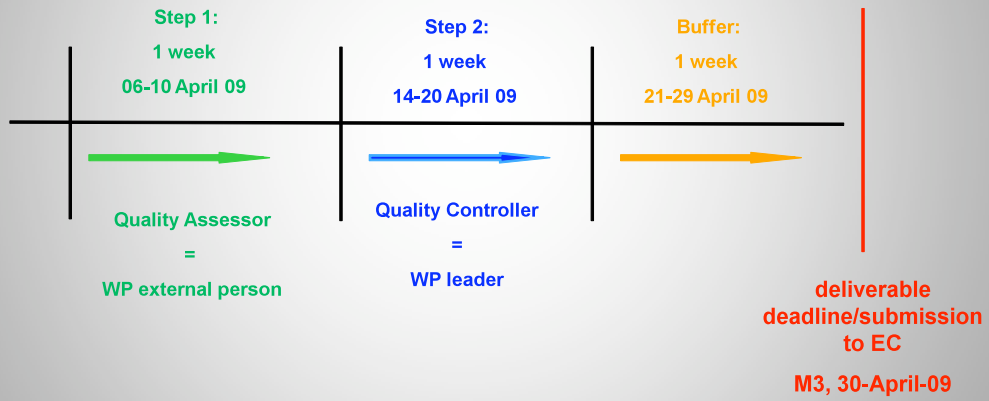 Step 1:
1 week
06-10 April 09
Quality Assessor
=
WP external person
Step 2:
1 week
14-20 April 09
Quality Controller
=
WP leader
Buffer:
1 week
21-29 April 09
deliverable
deadline/submission
to EC
M3, 30-April-09